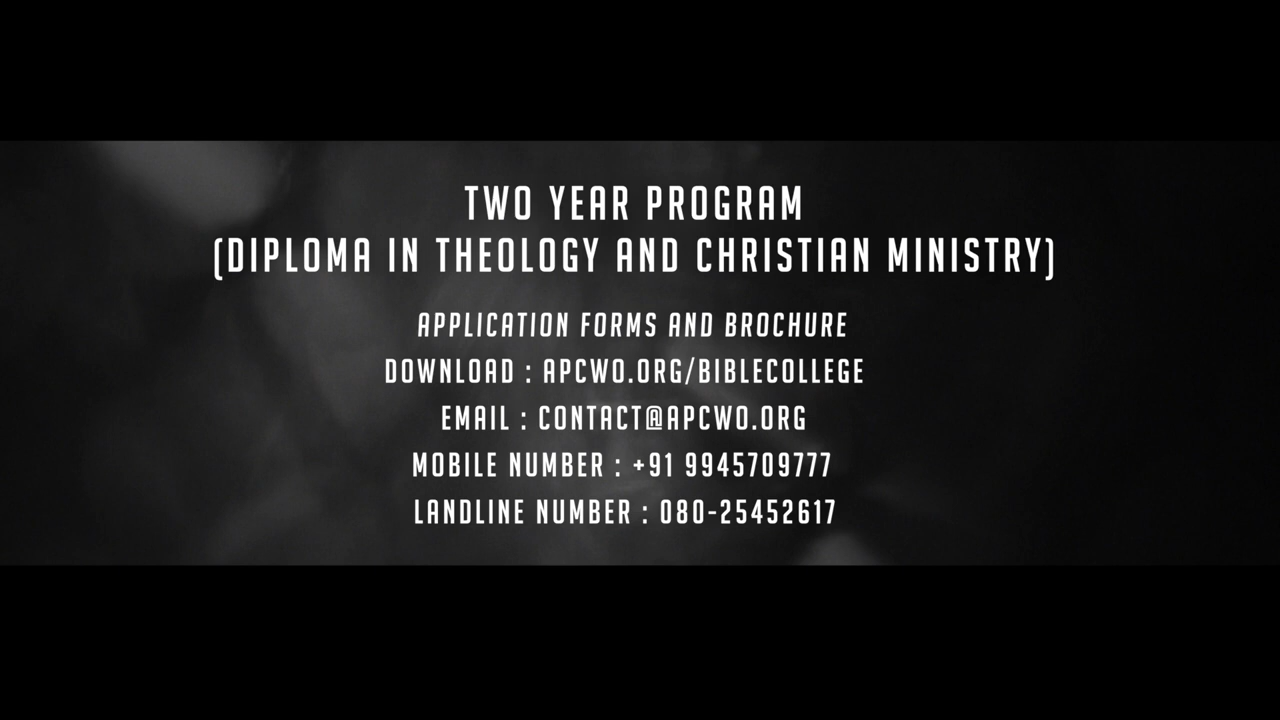 TWO YEAR PROGRAM
(DIPLOMA IN THEOLOGY AND CHRISTIAN MINISTRY)
APPLICATION FORMS AND BROCHURE
DOWNLOAD : APCWO.ORG/BIBLECOLLEGE
EMAIL : CONTACT@APCWO.ORG
MOBILE NUMBER : +91 9945709777
LANDLINE NUMBER : 080-25452617